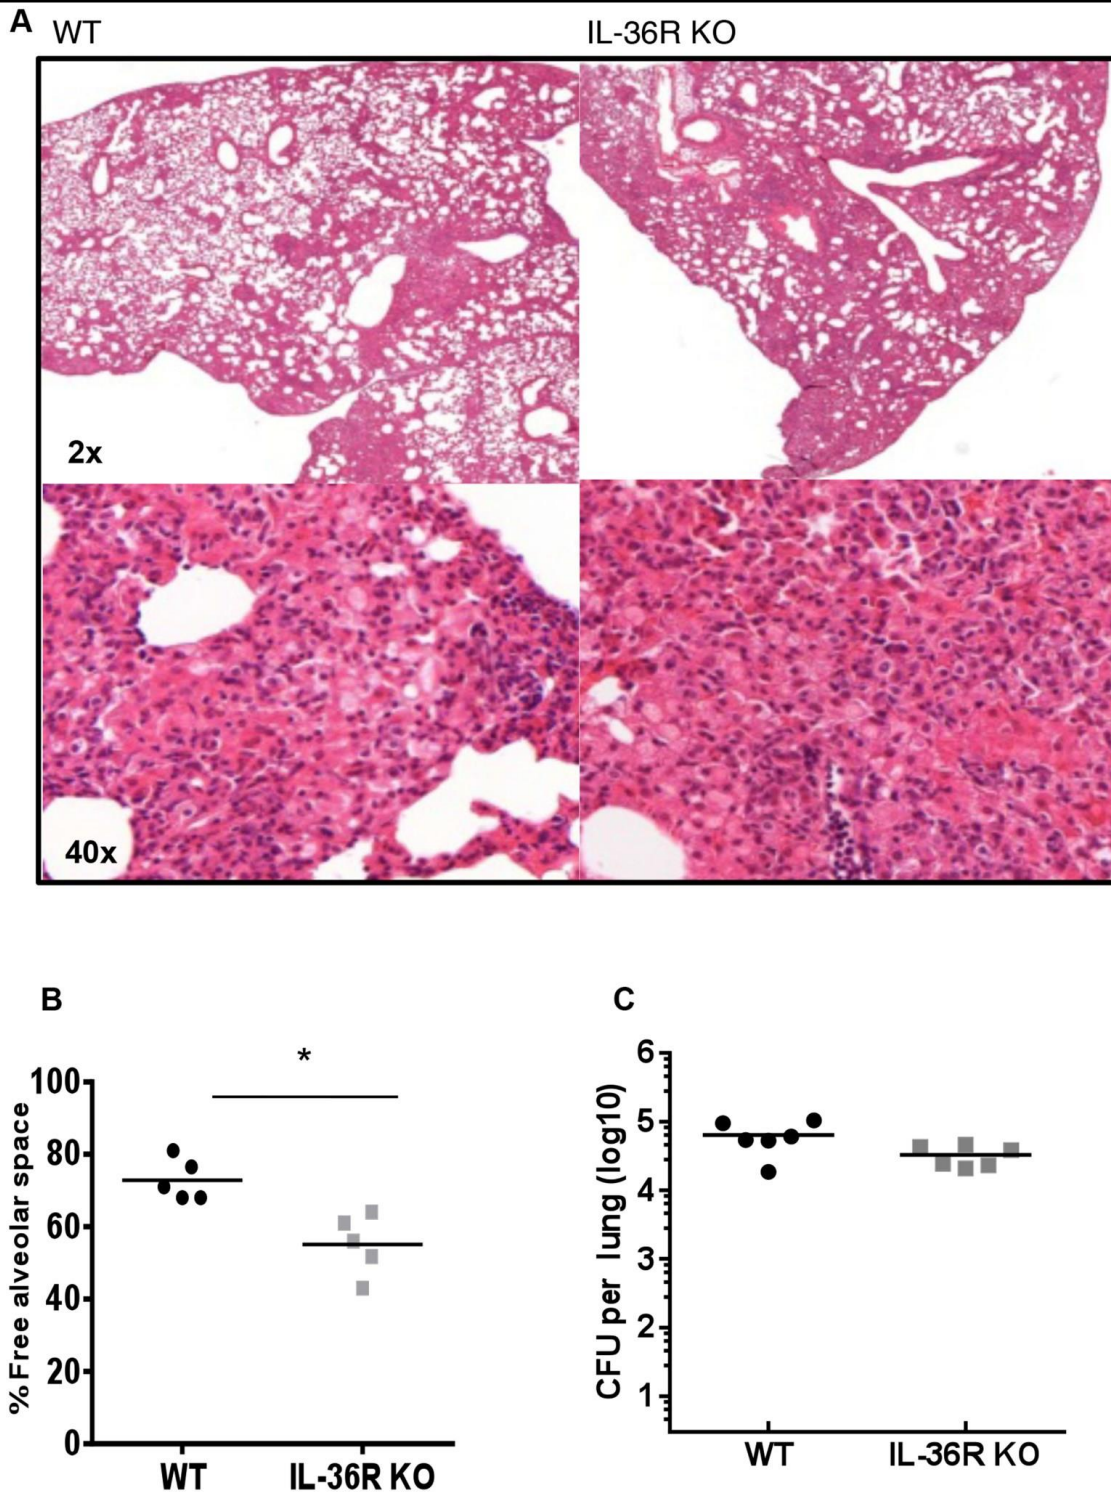 A WT IL-36R KO
2x
40x
B C
*
% Free alveolar space
100
80
60
40
20
0
WT IL-36R KO
CFU per lung (log10)
6
5
4
3
2
1
WT IL-36R KO